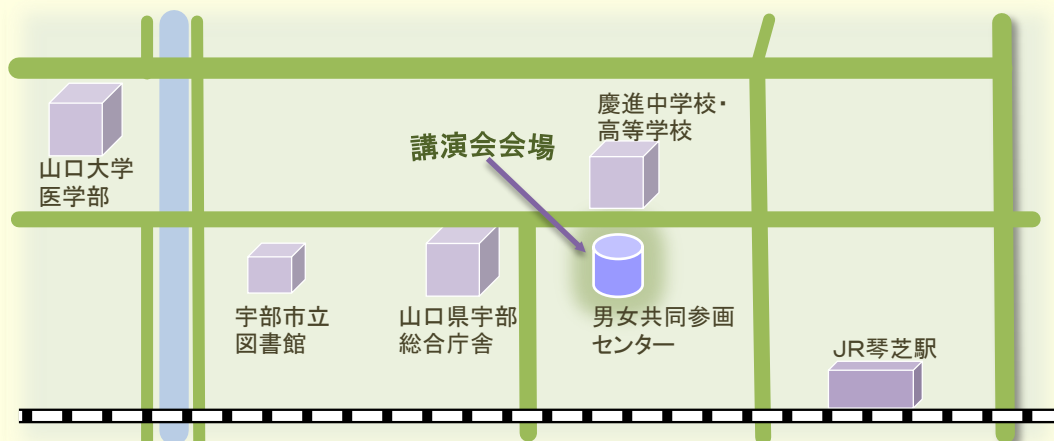 慶進中学校・
高等学校
講演会会場
山口大学
医学部
宇部市立
図書館
山口県宇部
総合庁舎
男女共同参画
センター
JR琴芝駅